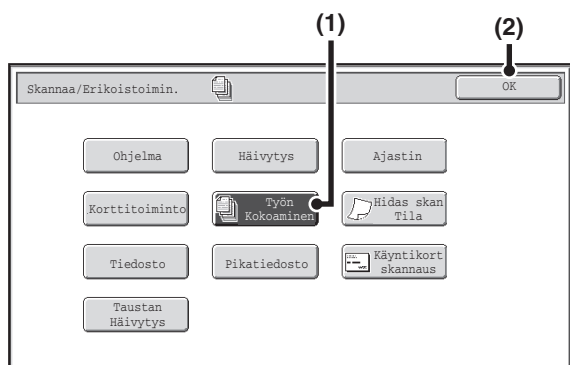 (1)
(2)
Skannaa/Erikoistoimin.
OK
Ohjelma
Häivytys
Ajastin
Korttitoiminto
Työn
Kokoaminen
Hidas skan
Tila
Tiedosto
Pikatiedosto
Käyntikort
skannaus
Taustan
Häivytys